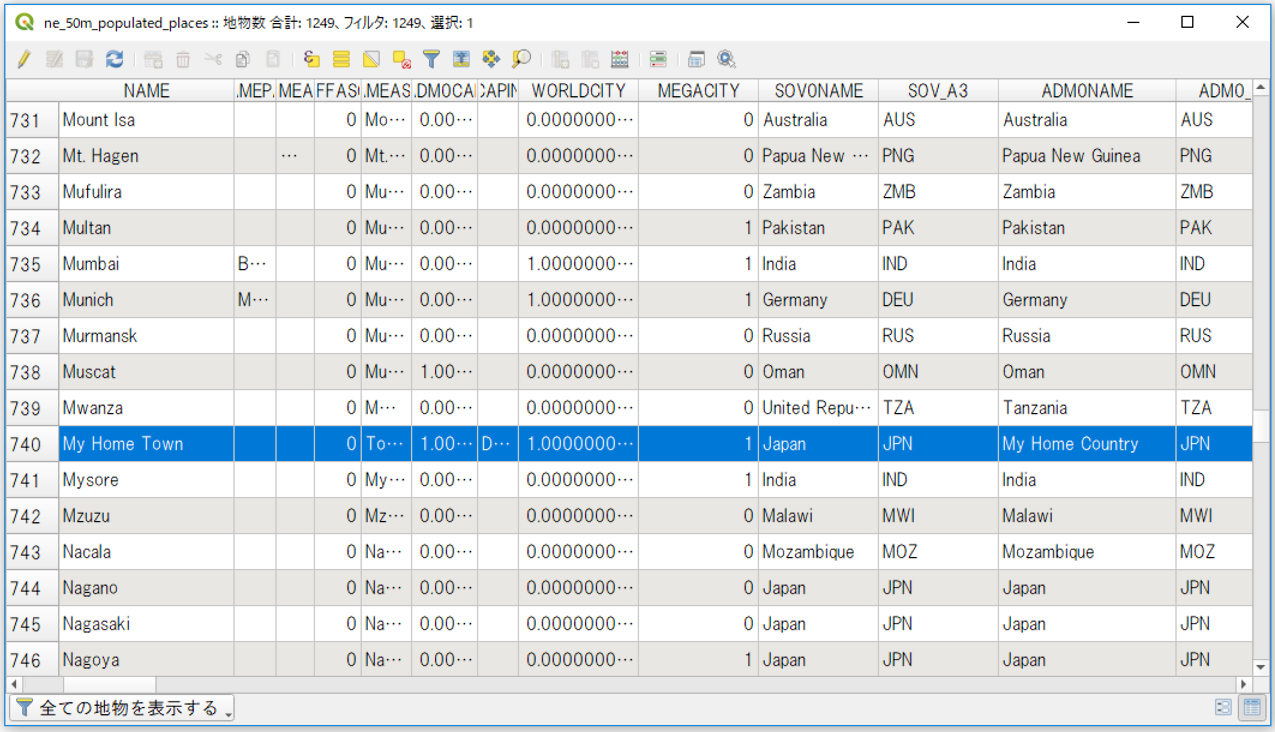 ne_50m_populated_places :: 地物数 合計: 1249、フィルタ: 1249、選択: 1
NAME .MEP. MEA FFAS( .MEAS. .DM0CAI CAPIN WORLDCITY MEGACITY SOV0NAME SOV_A3 ADM0NAME ADM0_
731 Mount Isa 0 Mo… 0.00… 0.0000000… 0 Australia AUS Australia AUS
732 Mt. Hagen … 0 Mt.… 0.00… 0.0000000… 0 Papua New … PNG Papua New Guinea PNG
733 Mufulira 0 Mu… 0.00… 0.0000000… 0 Zambia ZMB Zambia ZMB
734 Multan 0 Mu… 0.00… 0.0000000… 1 Pakistan PAK Pakistan PAK
735 Mumbai B… 0 Mu… 0.00… 1.0000000… 1 India IND India IND
736 Munich M… 0 Mu… 0.00… 1.0000000… 1 Germany DEU Germany DEU
737 Murmansk 0 Mu… 0.00… 0.0000000… 0 Russia RUS Russia RUS
738 Muscat 0 Mu… 1.00… 0.0000000… 0 Oman OMN Oman OMN
739 Mwanza 0 M… 0.00… 0.0000000… 0 United Repu… TZA Tanzania TZA
740 My Home Town 0 To… 1.00… D… 1.0000000… 1 Japan JPN My Home Country JPN
741 Mysore 0 My… 0.00… 0.0000000… 1 India IND India IND
742 Mzuzu 0 Mz… 0.00… 0.0000000… 0 Malawi MWI Malawi MWI
743 Nacala 0 Na… 0.00… 0.0000000… 0 Mozambique MOZ Mozambique MOZ
744 Nagano 0 Na… 0.00… 0.0000000… 0 Japan JPN Japan JPN
745 Nagasaki 0 Na… 0.00… 0.0000000… 0 Japan JPN Japan JPN
746 Nagoya 0 Na… 0.00… 0.0000000… 1 Japan JPN Japan JPN
全ての地物を表示する